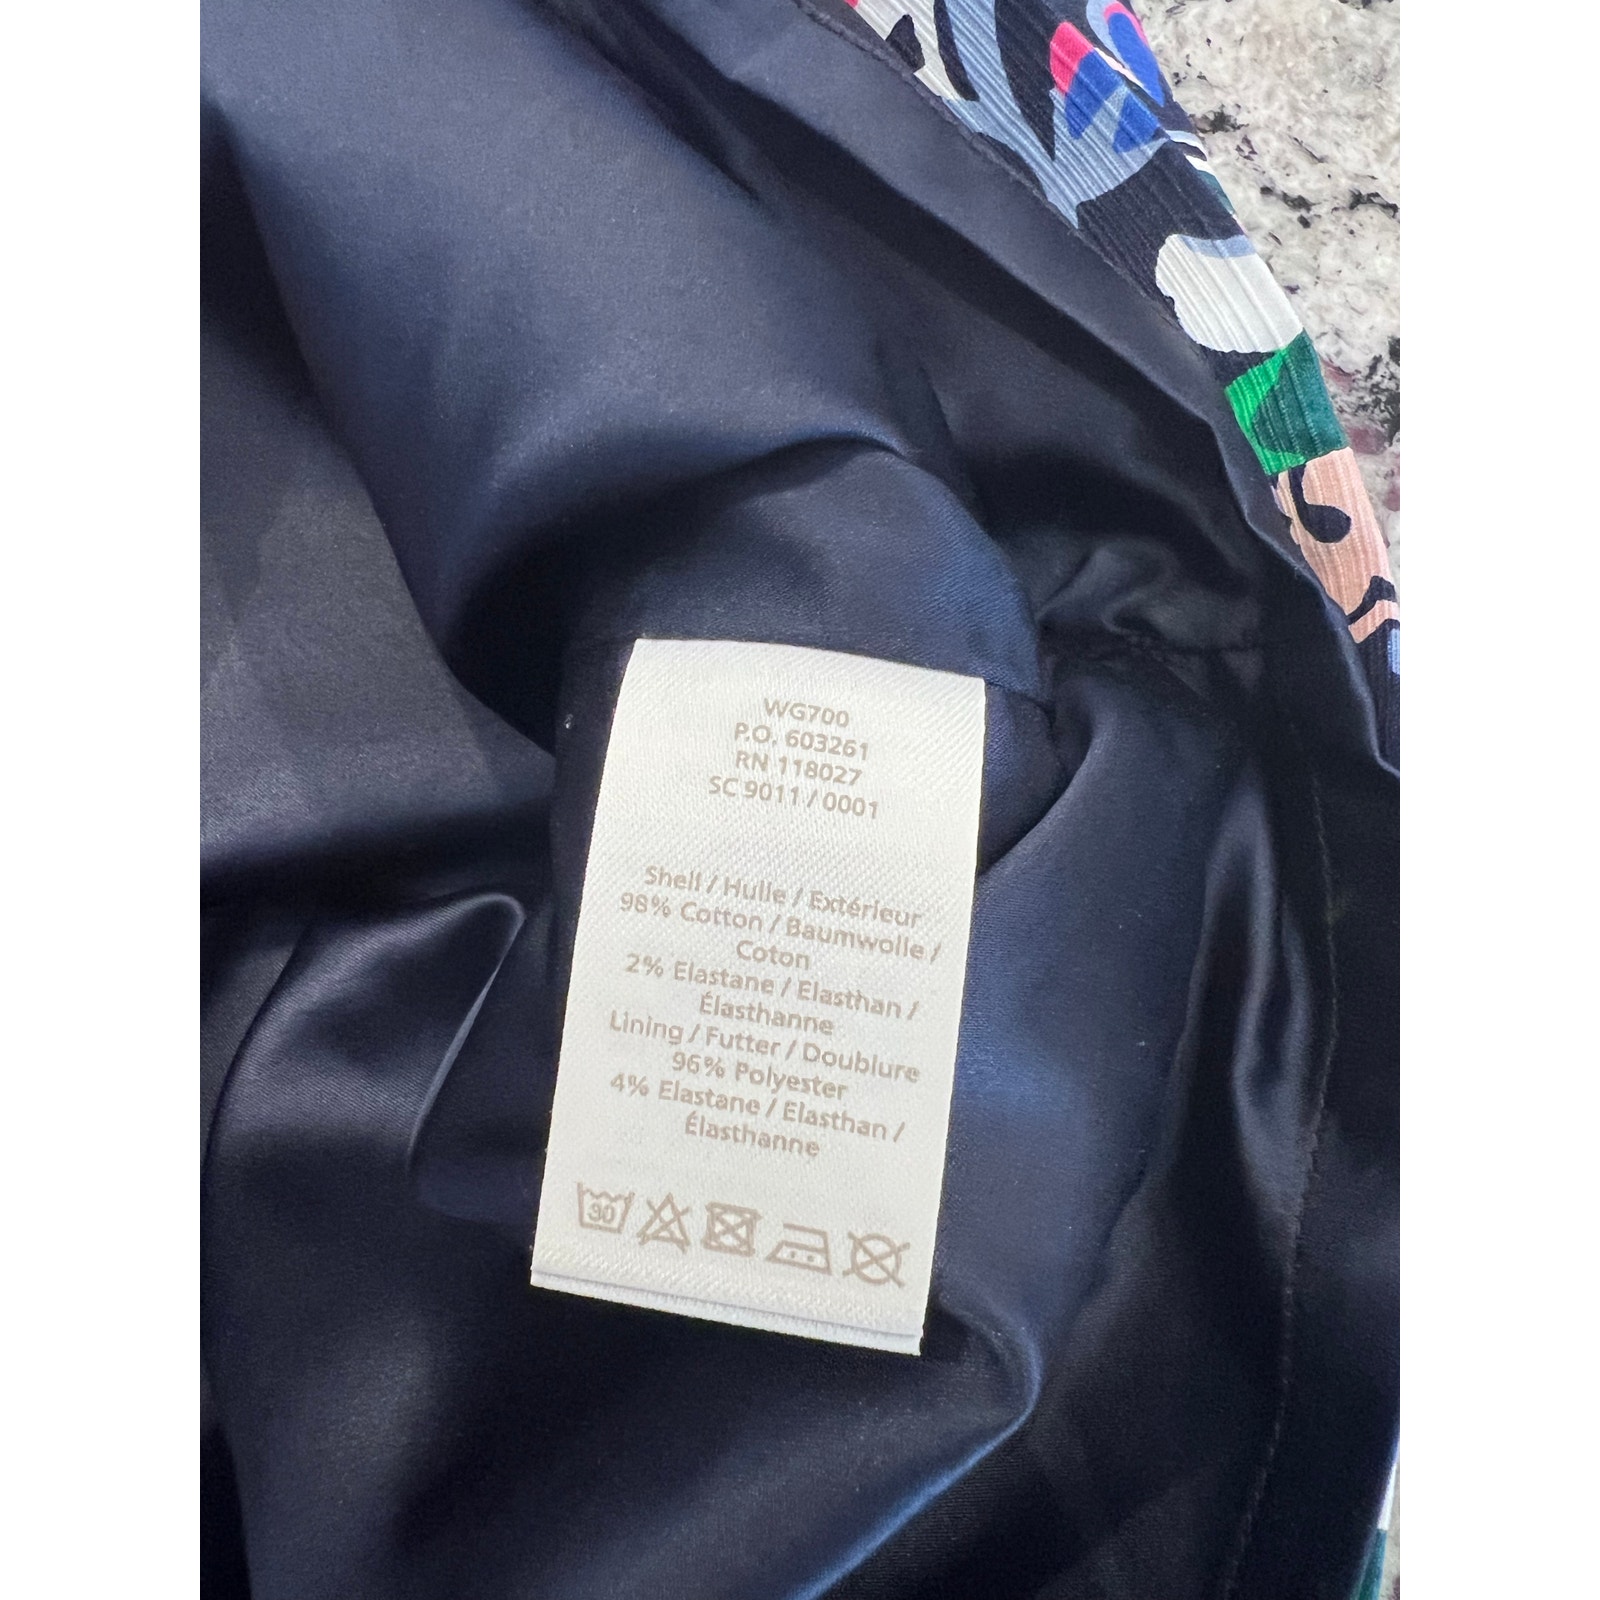 WG700
P.O. 603261
RN 118027
SC 9011 / 0001
Shell / Hulle / Extérieur
98% Cotton / Baumwolle /
Coton
2% Elastane / Elasthan /
Élasthanne
Lining / Futter / Doublure
96% Polyester
4% Elastane / Elasthan /
Élasthanne
30